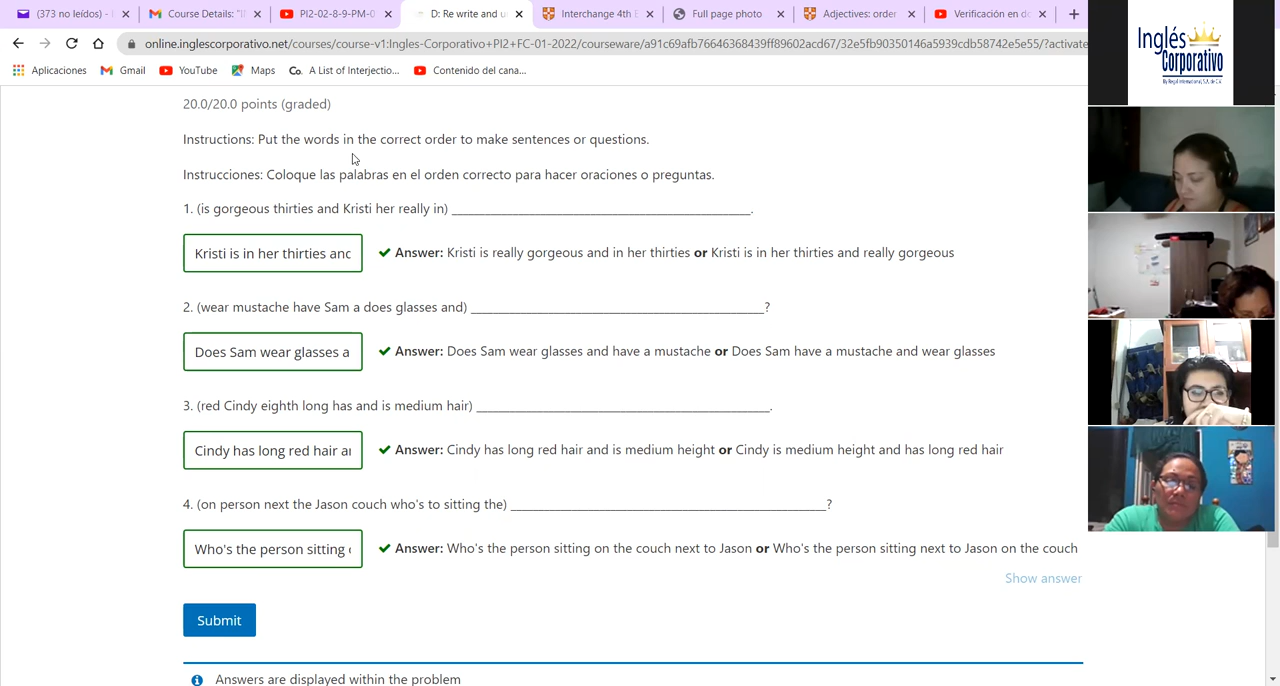 (373 no leídos) -
Course Details: "I
PI2-02-8-9-PM-0
D: Re write and u
Interchange 4th E
Full page photo
Adjectives: order
Verificación en do
online.inglescorporativo.net/courses/course-v1:Ingles-Corporativo+PI2+FC-01-2022/courseware/a91c69afb76646368439ff89602acd67/32e5fb90350146a5939cdb58742e5e55/?activate
Aplicaciones
Gmail
YouTube
Maps
Co. A List of Interjectio...
Contenido del cana...
Inglés
Corporativo
20.0/20.0 points (graded)
Instructions: Put the words in the correct order to make sentences or questions.
Instrucciones: Coloque las palabras en el orden correcto para hacer oraciones o preguntas.
1. (is gorgeous thirties and Kristi her really in) ________________________________________.
Kristi is in her thirties and
Answer: Kristi is really gorgeous and in her thirties or Kristi is in her thirties and really gorgeous
2. (wear mustache have Sam a does glasses and) ________________________________________?
Does Sam wear glasses a
Answer: Does Sam wear glasses and have a mustache or Does Sam have a mustache and wear glasses
3. (red Cindy eighth long has and is medium hair) ________________________________________.
Cindy has long red hair ar
Answer: Cindy has long red hair and is medium height or Cindy is medium height and has long red hair
4. (on person next the Jason couch who's to sitting the) ________________________________________?
Who's the person sitting
Answer: Who's the person sitting on the couch next to Jason or Who's the person sitting next to Jason on the couch
Show answer
Submit
Answers are displayed within the problem